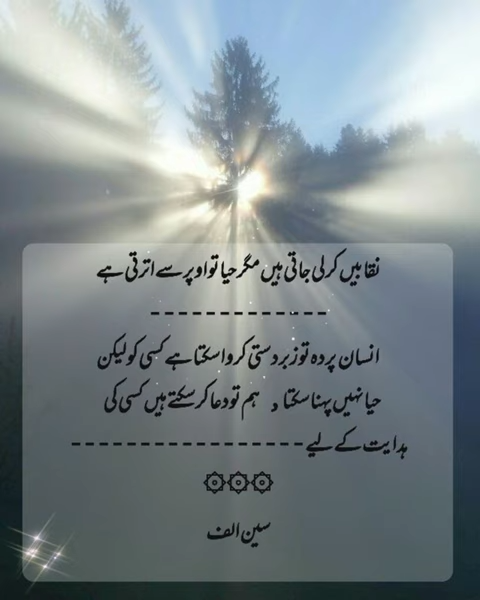 نقابیں کرلی جاتی ہیں مگر حیا تو اوپر سے اترتی ہے
-------------
انسان پردہ تو زبردستی کروا سکتا ہے کسی کو لیکن
حیا نہیں پہنا سکتا , ہم تو دعا کر سکتے ہیں کسی کی
ہدایت کے لیے-----------------
۞۞۞
سین الف